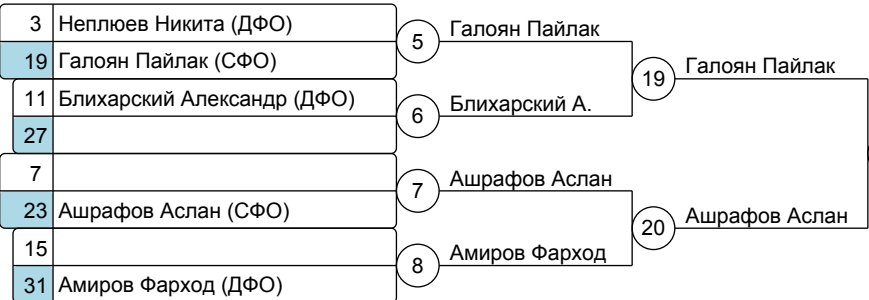 3 Неплюев Никита (ДФО)
19 Галоян Пайлак (СФО)
5 Галоян Пайлак
11 Блихарский Александр (ДФО)
27
6 Блихарский А.
19 Галоян Пайлак
7
23 Ашрафов Аслан (СФО)
7 Ашрафов Аслан
15
31 Амиров Фарход (ДФО)
8 Амиров Фарход
20 Ашрафов Аслан